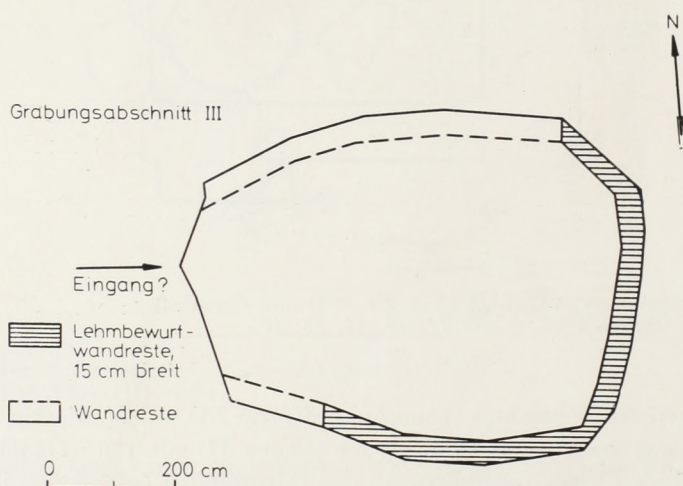 N
Grabungsabschnitt III
Eingang?
Lehmbewurf-
wandreste,
15 cm breit
Wandreste
0 200 cm